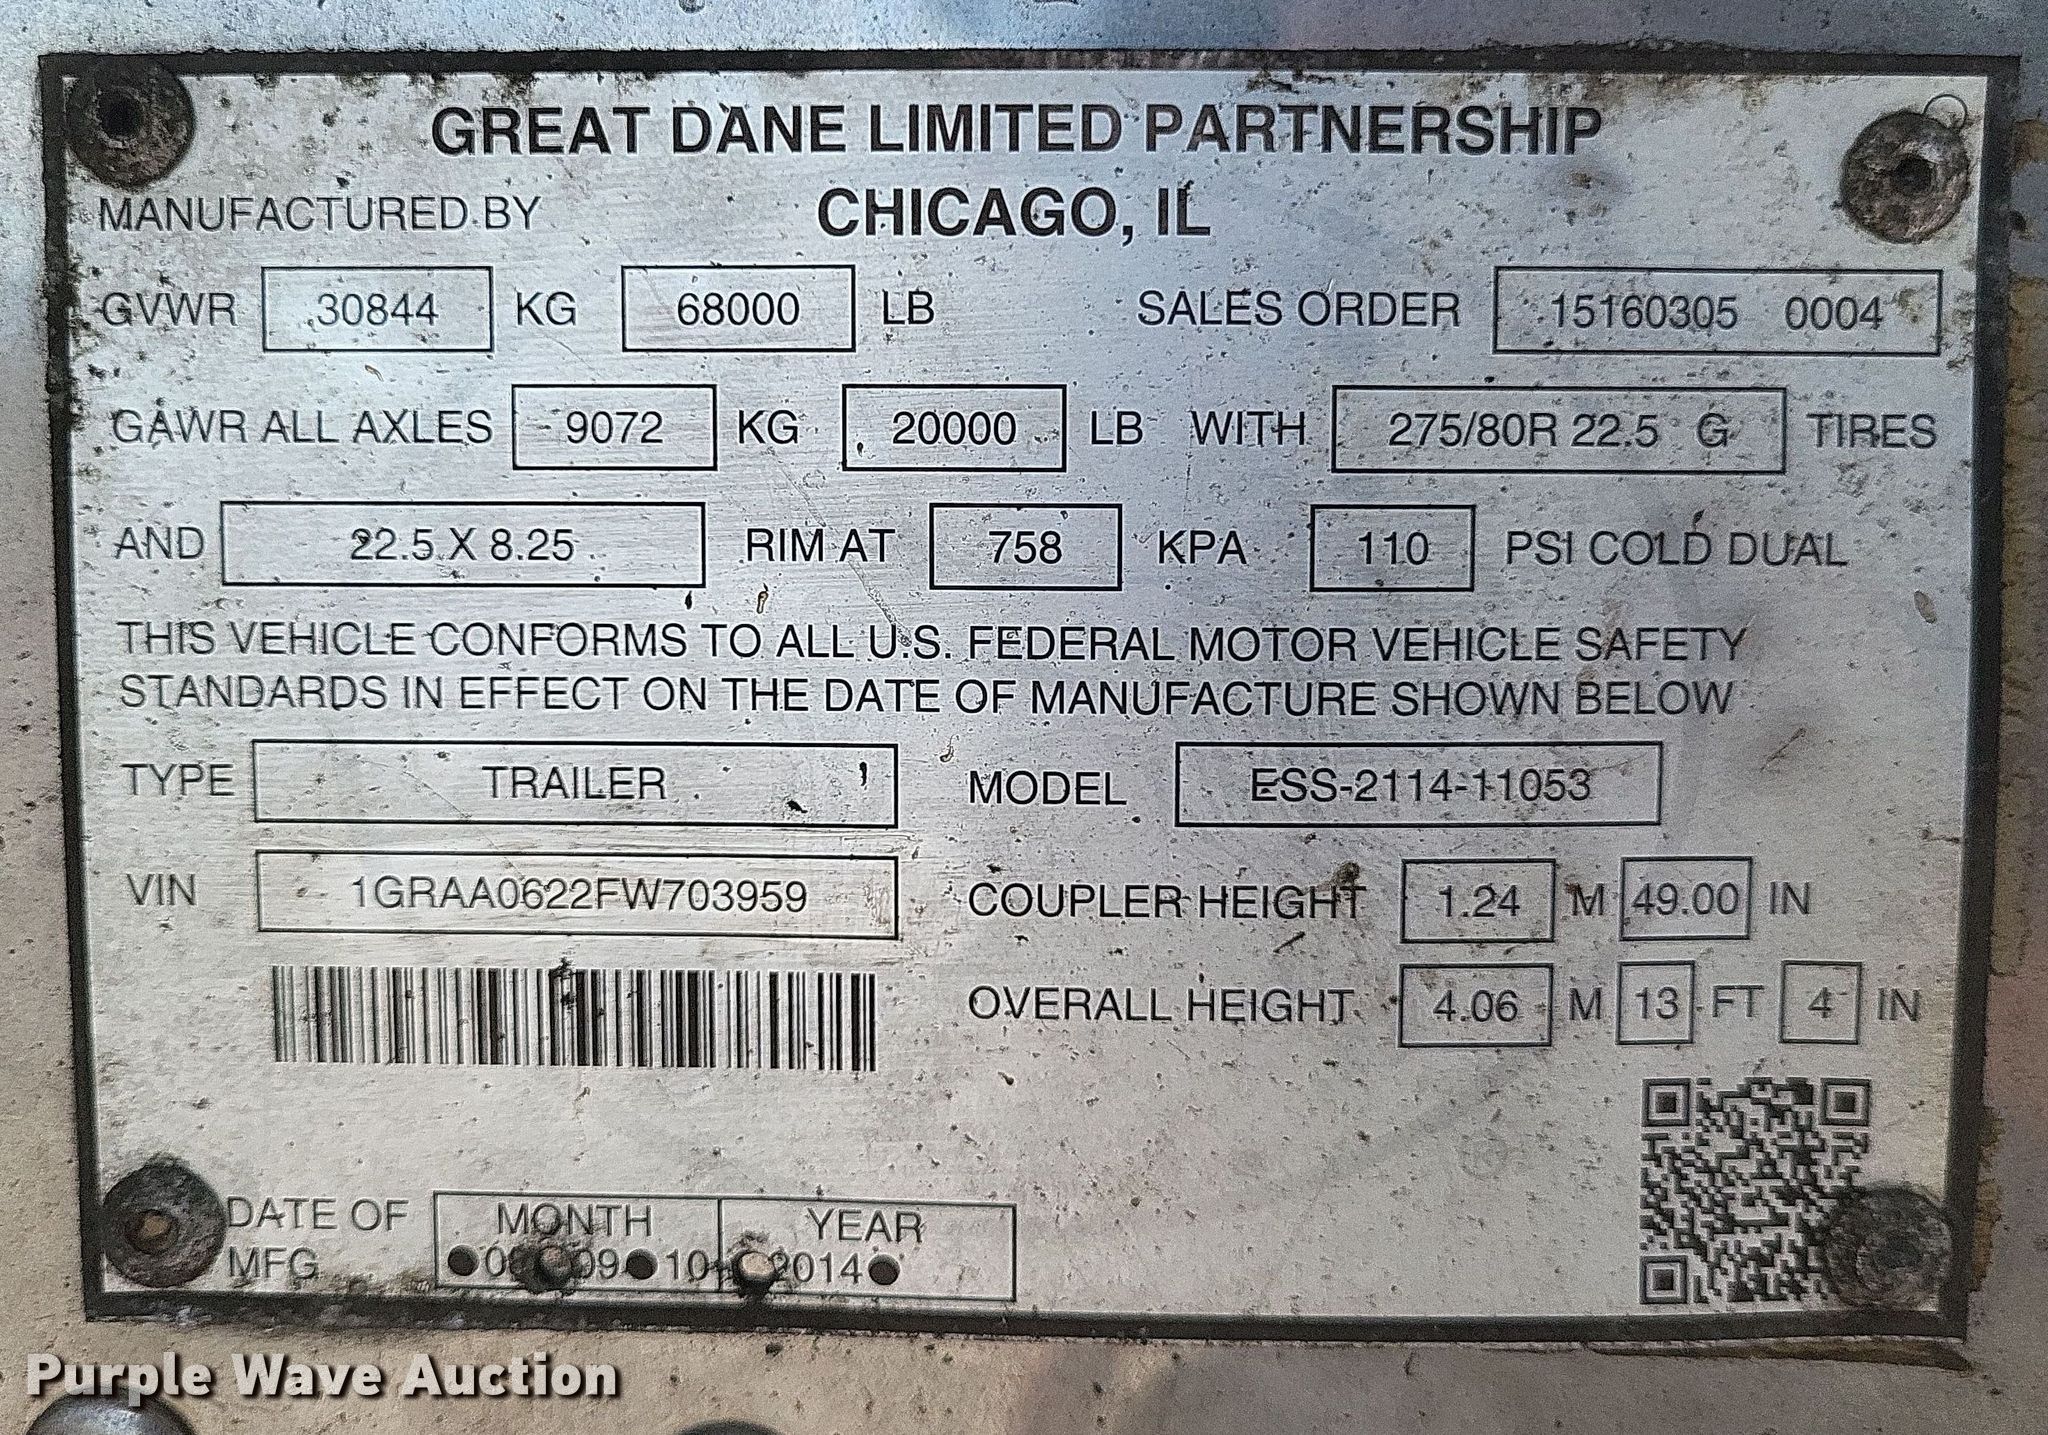 GREAT DANE LIMITED PARTNERSHIP
MANUFACTURED BY CHICAGO, IL
GVWR 30844 KG 68000 LB SALES ORDER 15160305 0004
GAWR ALL AXLES 9072 KG 20000 LB WITH 275/80R 22.5 G TIRES
AND 22.5 X 8.25 RIM AT 758 KPA 110 PSI COLD DUAL
THIS VEHICLE CONFORMS TO ALL U.S. FEDERAL MOTOR VEHICLE SAFETY
STANDARDS IN EFFECT ON THE DATE OF MANUFACTURE SHOWN BELOW
TYPE TRAILER MODEL ESS-2114-11053
VIN 1GRAA0622FW703959 COUPLER HEIGHT 1.24 M 49.00 IN
OVERALL HEIGHT 4.06 M 13 FT 4 IN
DATE OF MONTH YEAR
MFG 09 10 2014
Purple Wave Auction